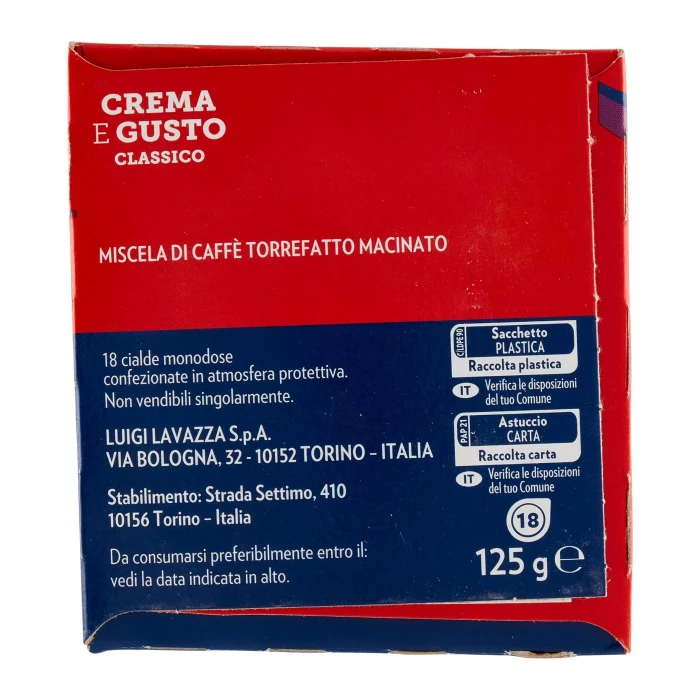 CREMA
E GUSTO
CLASSICO
MISCELA DI CAFFÈ TORREFATTO MACINATO
18 cialde monodose
confezionate in atmosfera protettiva.
Non vendibili singolarmente.
LUIGI LAVAZZA S.p.A.
VIA BOLOGNA, 32 - 10152 TORINO – ITALIA
Stabilimento: Strada Settimo, 410
10156 Torino – Italia
Da consumarsi preferibilmente entro il:
vedi la data indicata in alto.
C/LDPE90
Sacchetto
PLASTICA
Raccolta plastica
IT Verifica le disposizioni
del tuo Comune
PAP 21
Astuccio
CARTA
Raccolta carta
IT Verifica le disposizioni
del tuo Comune
18
125 g e